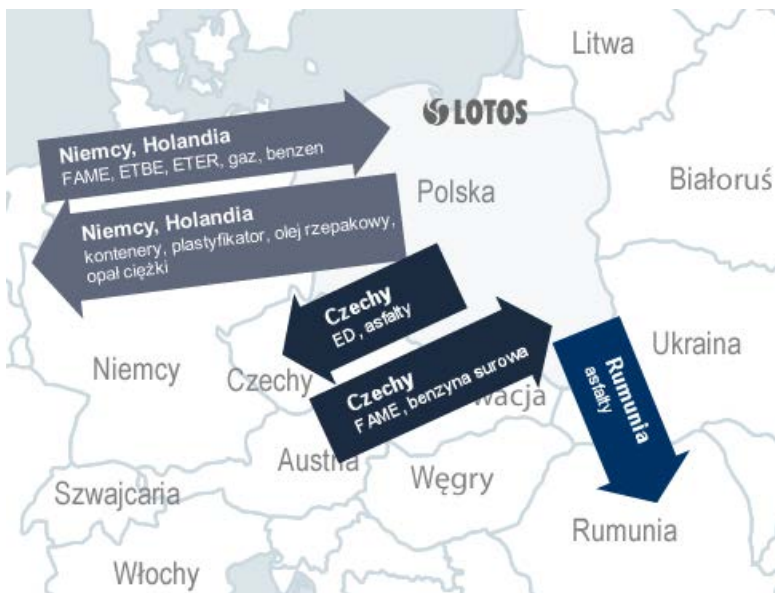 Litwa
LOTOS
Niemcy, Holandia
FAME, ETBE, ETER, gaz, benzen
Polska
Białoruś
Niemcy, Holandia
kontenery, plastyfikator, olej rzepakowy,
opał ciężki
Czechy
ED, asfalty
Ukraina
Niemcy
Czechy
Czechy
FAME, benzyna surowa
wacja
Rumunia
asfalty
Austria
Węgry
Szwajcaria
Rumunia
Włochy